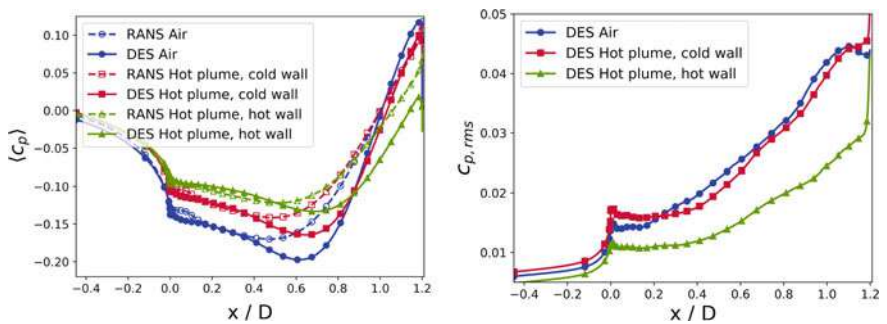 0.10
0.05
0.00
−0.05
−0.10
−0.15
−0.20
⟨cp⟩
RANS Air
DES Air
RANS Hot plume, cold wall
DES Hot plume, cold wall
RANS Hot plume, hot wall
DES Hot plume, hot wall
−0.4 −0.2 0.0 0.2 0.4 0.6 0.8 1.0 1.2
x / D
0.05
0.04
0.03
0.02
0.01
cp, rms
DES Air
DES Hot plume, cold wall
DES Hot plume, hot wall
−0.4 −0.2 0.0 0.2 0.4 0.6 0.8 1.0 1.2
x / D